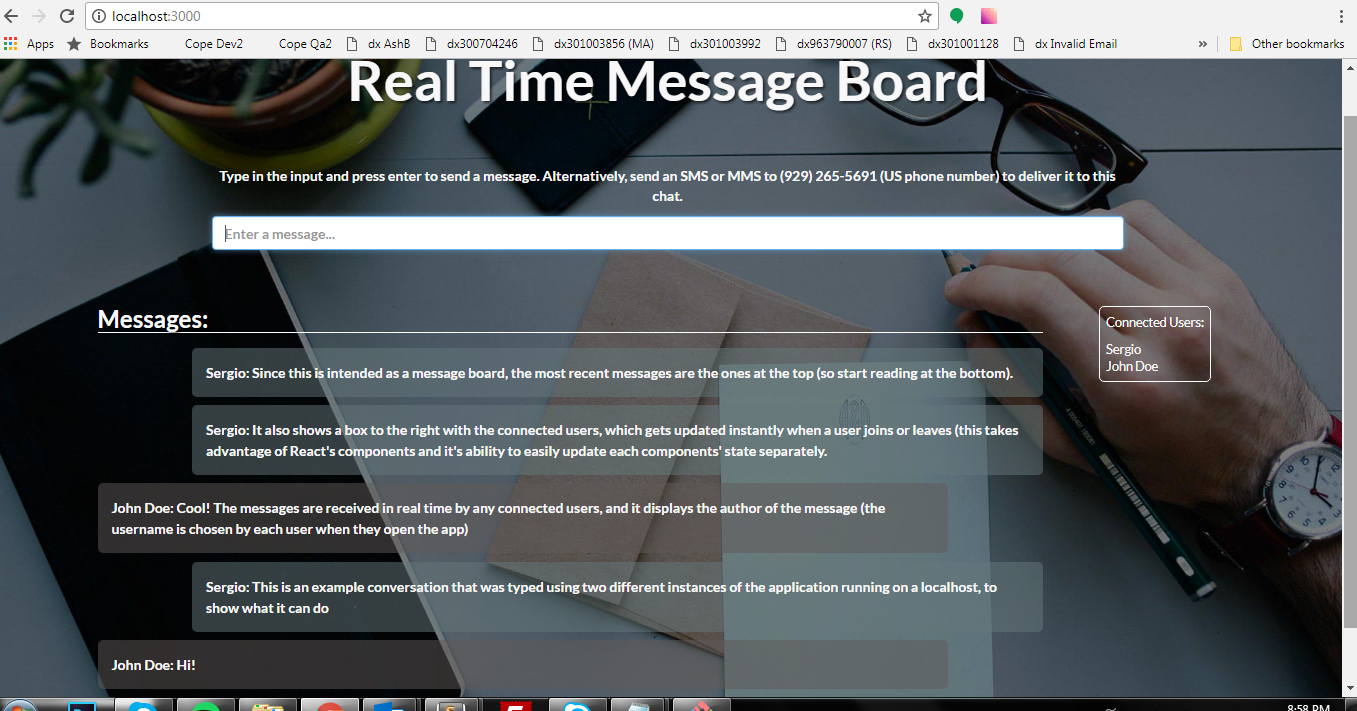 localhost:3000
Apps Bookmarks Cope Dev2 Cope Qa2 dx AshB dx300704246 dx301003856 (MA) dx301003992 dx963790007 (RS) dx301001128 dx Invalid Email » Other bookmarks
Real Time Message Board
Type in the input and press enter to send a message. Alternatively, send an SMS or MMS to (929) 265-5691 (US phone number) to deliver it to this
chat.
Enter a message...
Messages:
Connected Users:
Sergio
John Doe
Sergio: Since this is intended as a message board, the most recent messages are the ones at the top (so start reading at the bottom).
Sergio: It also shows a box to the right with the connected users, which gets updated instantly when a user joins or leaves (this takes
advantage of React's components and it's ability to easily update each components' state separately.
John Doe: Cool! The messages are received in real time by any connected users, and it displays the author of the message (the
username is chosen by each user when they open the app)
Sergio: This is an example conversation that was typed using two different instances of the application running on a localhost, to
show what it can do
John Doe: Hi!
8:58 PM